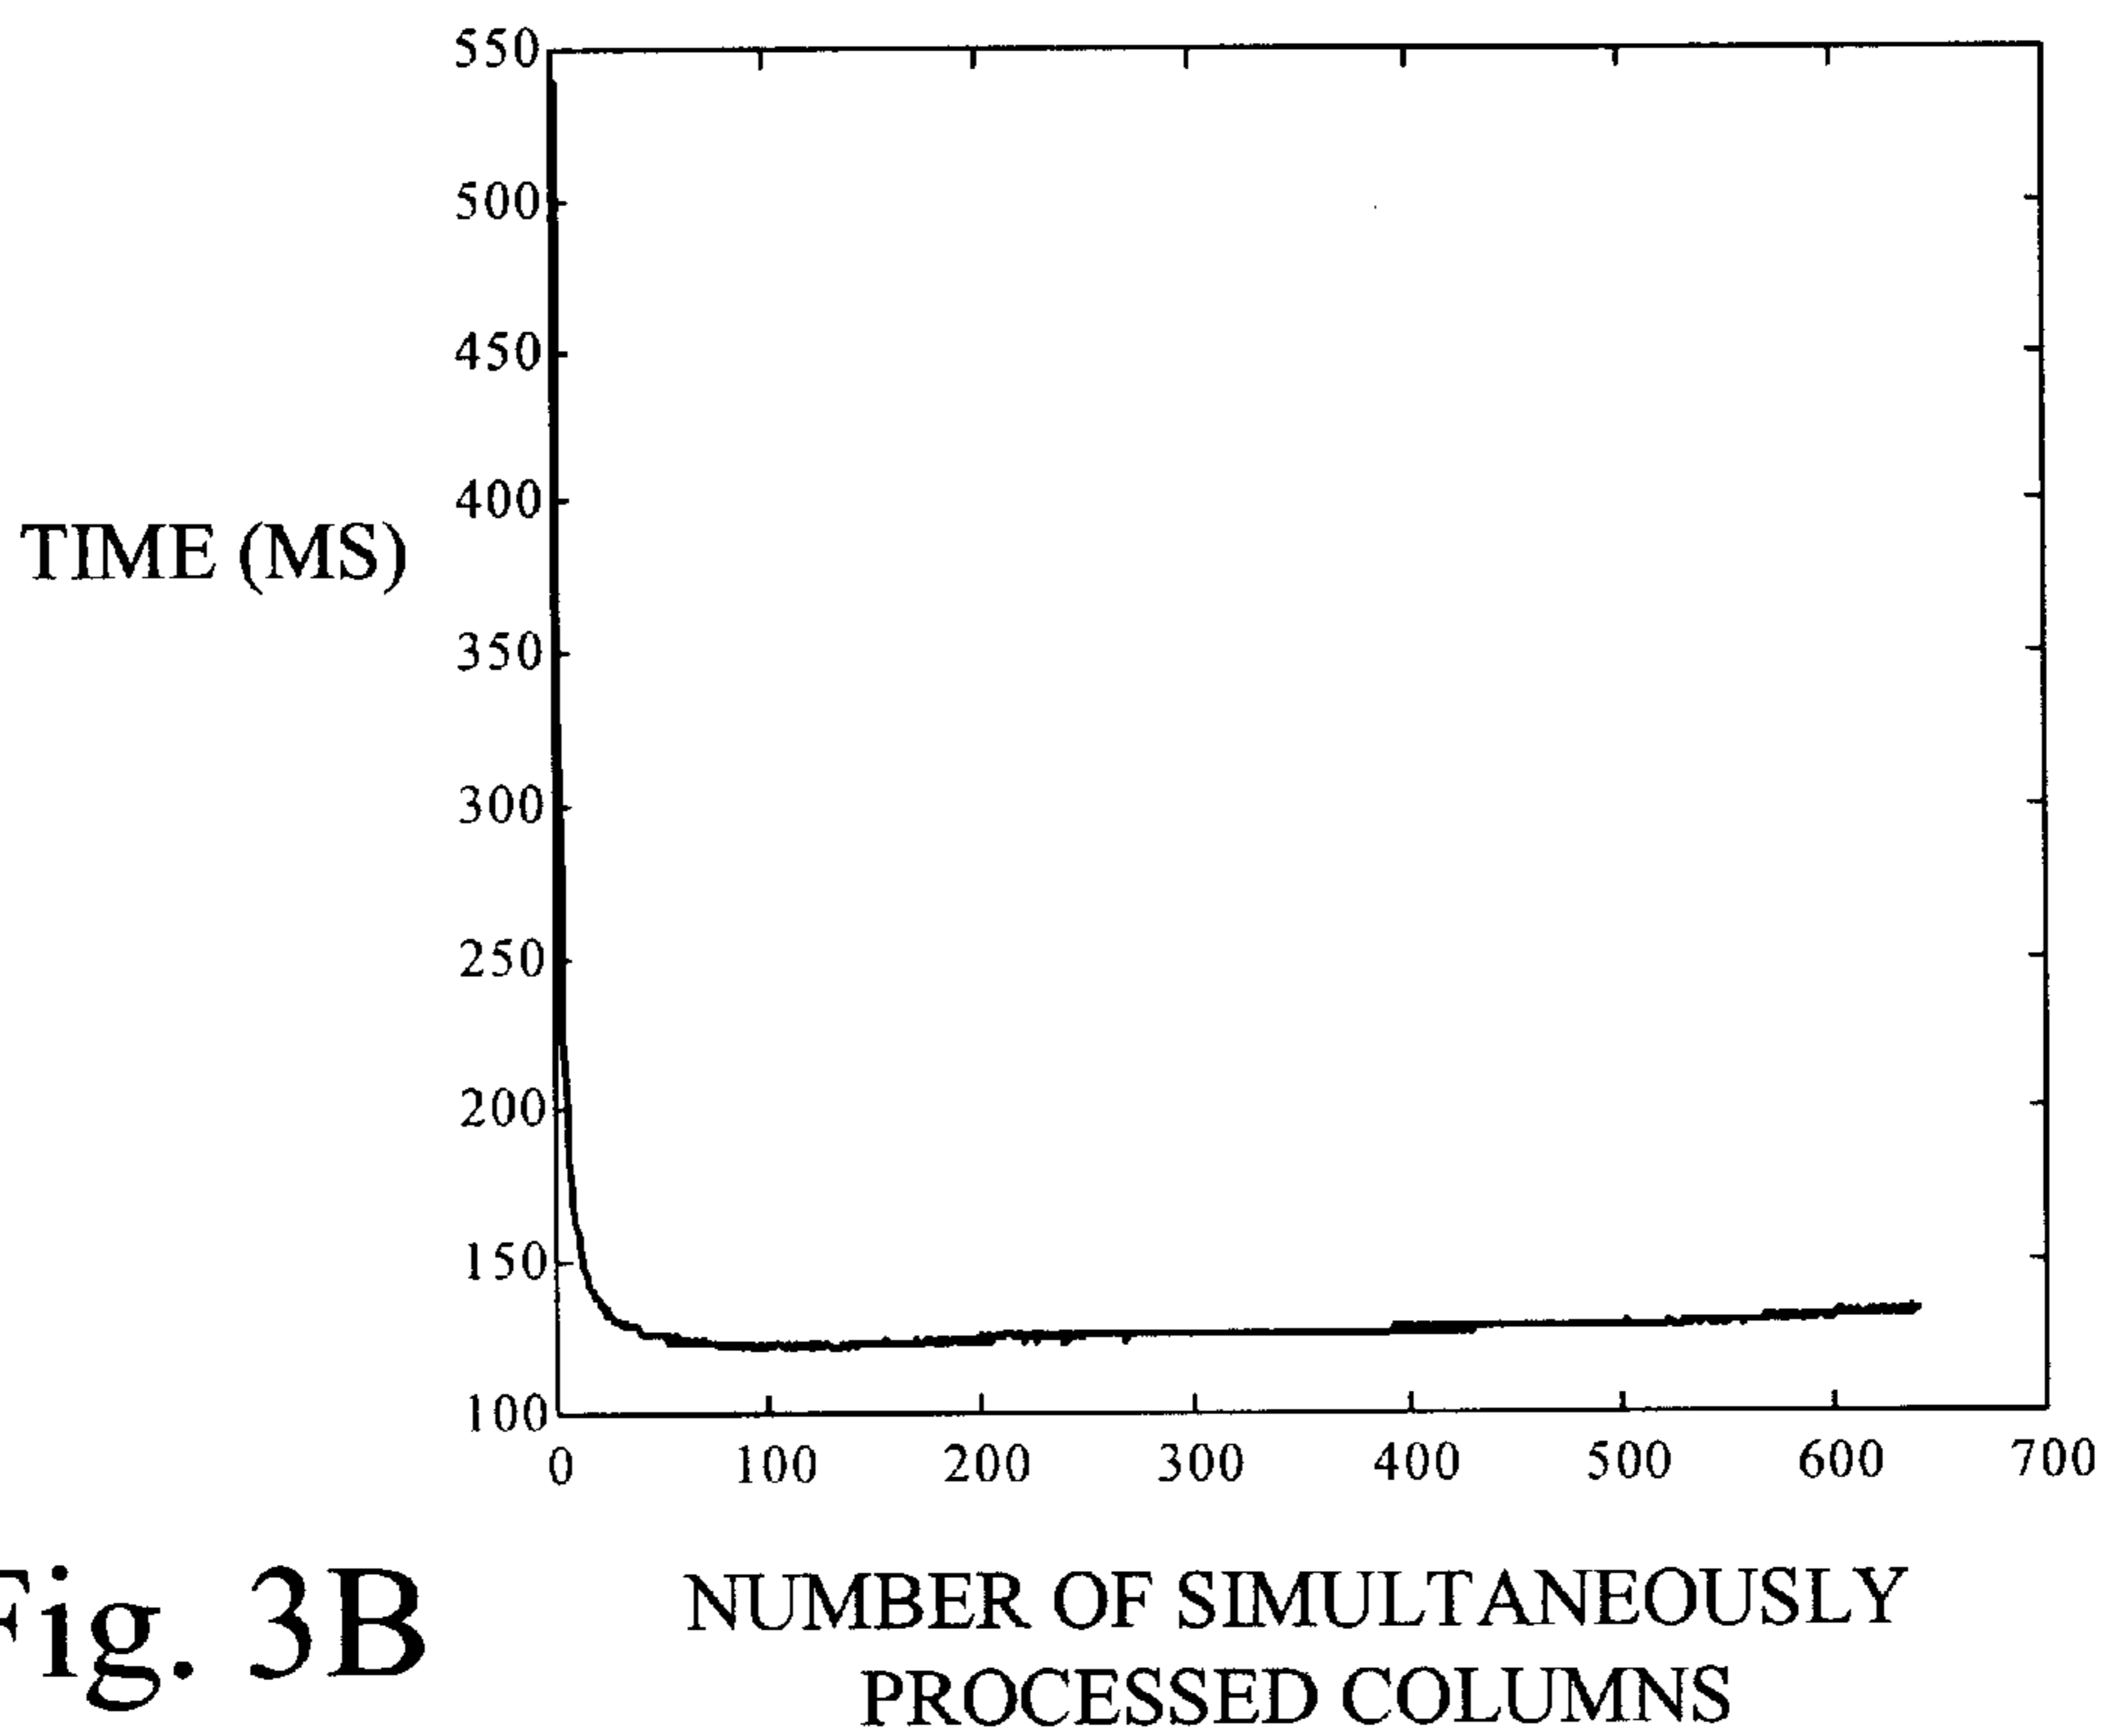 550
500
450
400
TIME (MS)
350
300
250
200
150
100
0 100 200 300 400 500 600 700
Fig. 3B
NUMBER OF SIMULTANEOUSLY
PROCESSED COLUMNS